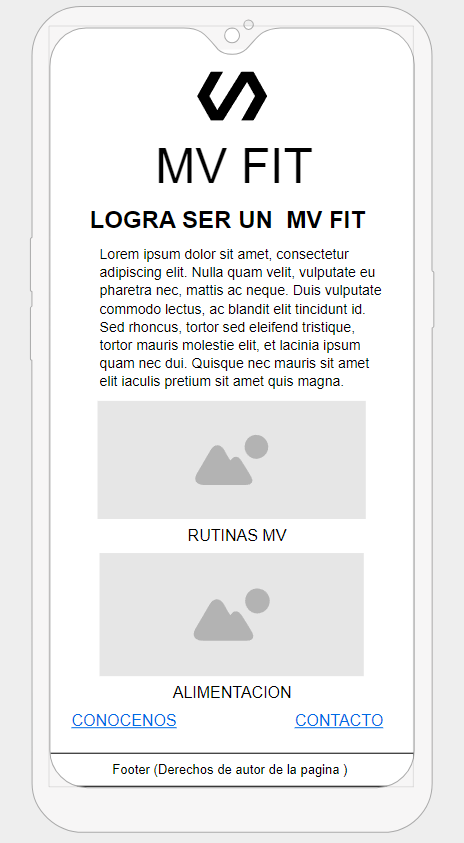 MV FIT
LOGRA SER UN MV FIT
Lorem ipsum dolor sit amet, consectetur
adipiscing elit. Nulla quam velit, vulputate eu
pharetra nec, mattis ac neque. Duis vulputate
commodo lectus, ac blandit elit tincidunt id.
Sed rhoncus, tortor sed eleifend tristique,
tortor mauris molestie elit, et lacinia ipsum
quam nec dui. Quisque nec mauris sit amet
elit iaculis pretium sit amet quis magna.
RUTINAS MV
ALIMENTACION
CONOCENOS CONTACTO
Footer (Derechos de autor de la pagina )